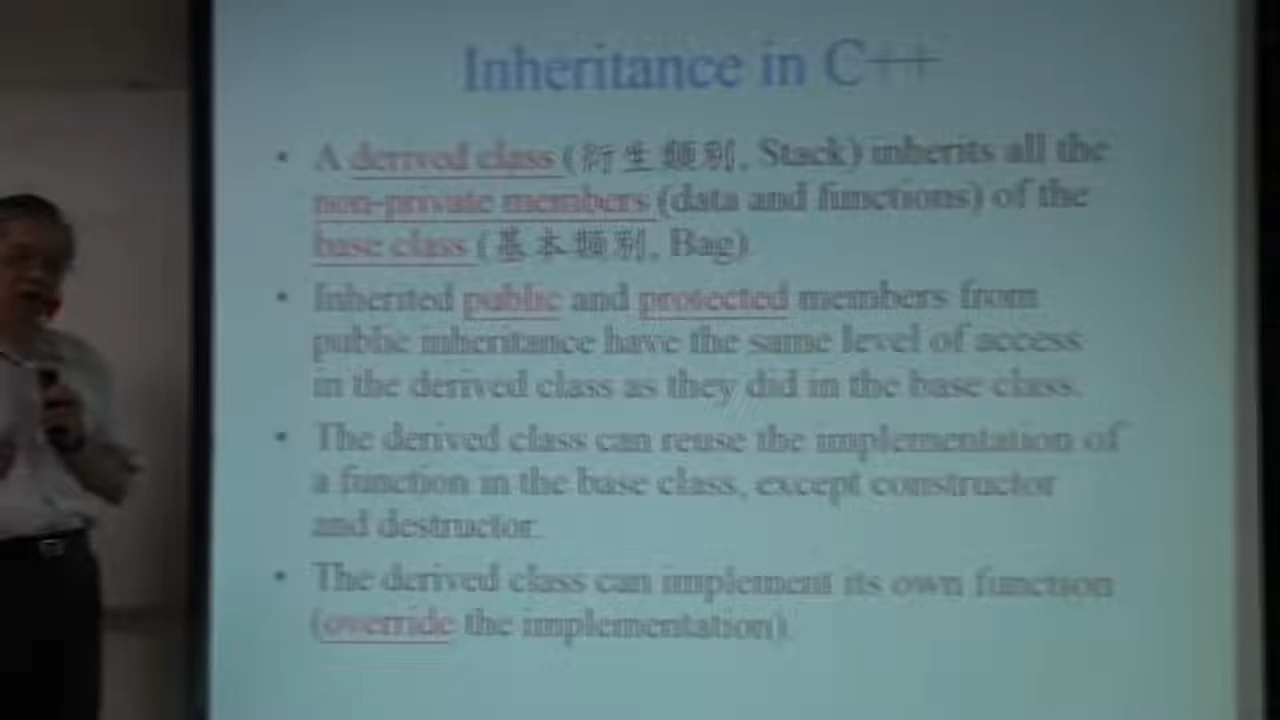 Inheritance in C++
• A derived class (衍生類別, Stack) inherits all the
non-private members (data and functions) of the
base class (基本類別, Bag)
• Inherited public and protected members from
public inheritance have the same level of access
in the derived class as they did in the base class.
• The derived class can reuse the implementation of
a function in the base class, except constructor
and destructor.
• The derived class can implement its own function
(override the implementation).